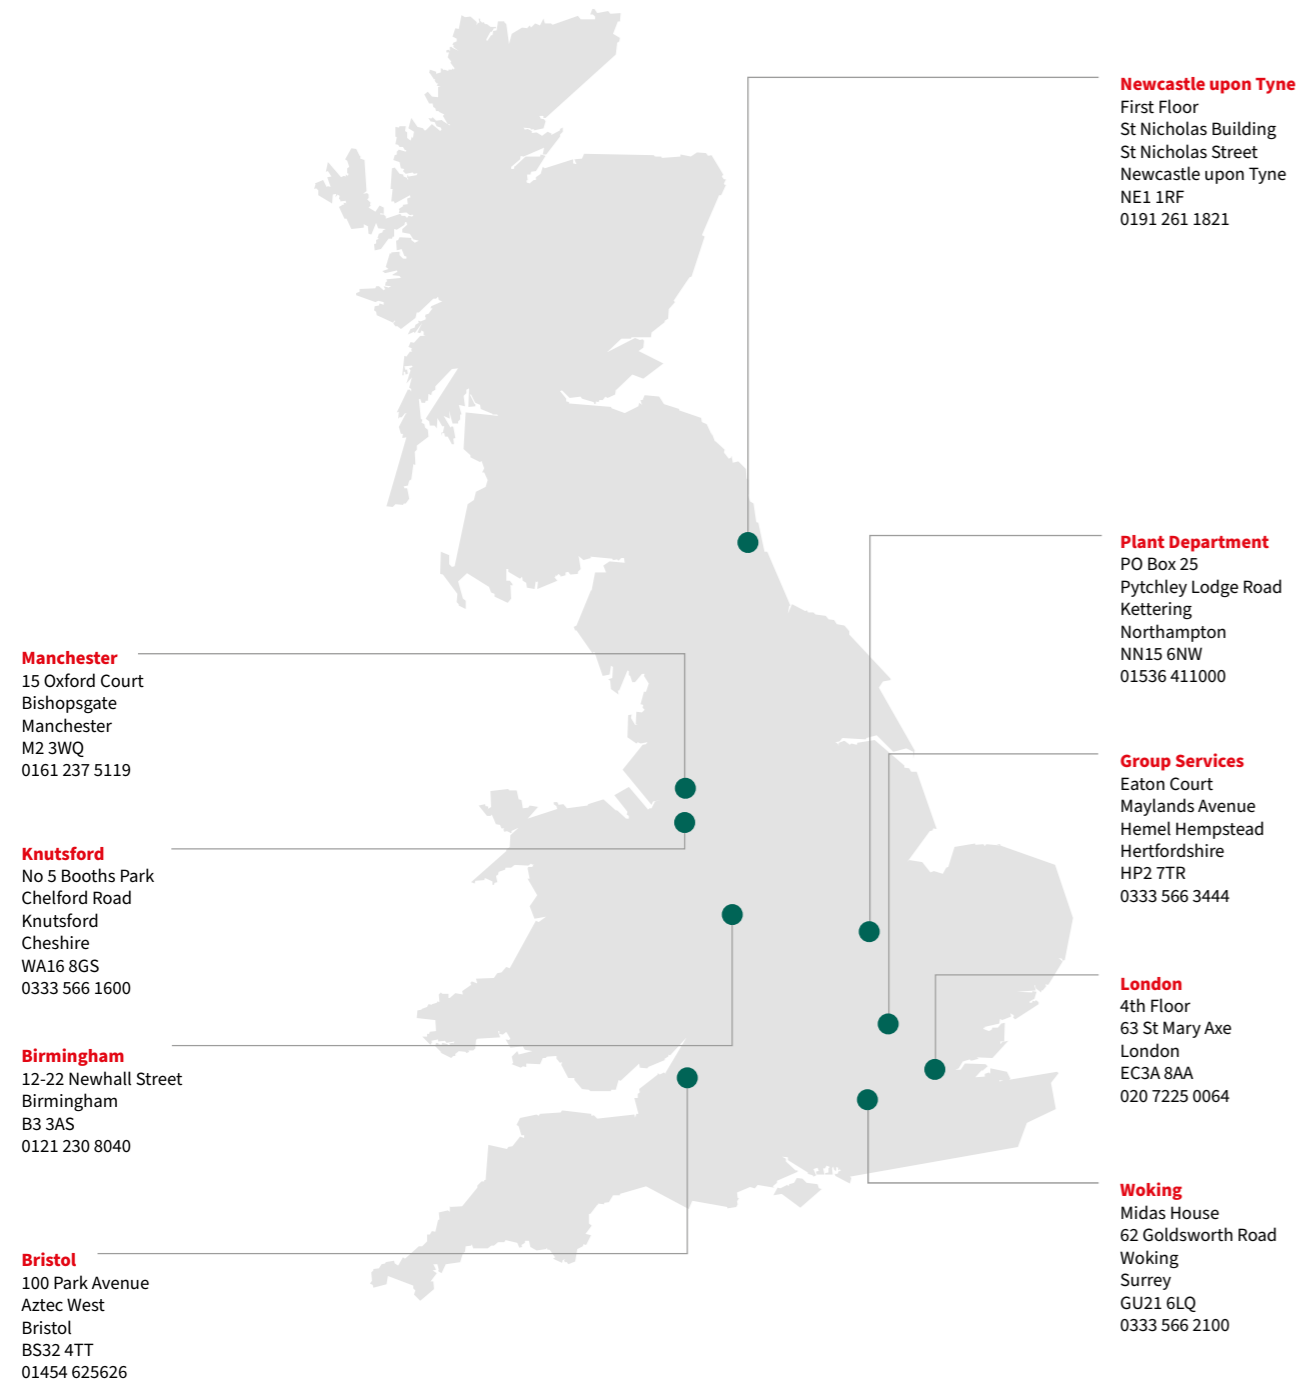 Newcastle upon Tyne
First Floor
St Nicholas Building
St Nicholas Street
Newcastle upon Tyne
NE1 1RF
0191 261 1821
Plant Department
PO Box 25
Pytchley Lodge Road
Kettering
Northampton
NN15 6NW
01536 411000
Manchester
15 Oxford Court
Bishopsgate
Manchester
M2 3WQ
0161 237 5119
Group Services
Eaton Court
Maylands Avenue
Hemel Hempstead
Hertfordshire
HP2 7TR
0333 566 3444
Knutsford
No 5 Booths Park
Chelford Road
Knutsford
Cheshire
WA16 8GS
0333 566 1600
London
4th Floor
63 St Mary Axe
London
EC3A 8AA
020 7225 0064
Birmingham
12-22 Newhall Street
Birmingham
B3 3AS
0121 230 8040
Woking
Midas House
62 Goldsworth Road
Woking
Surrey
GU21 6LQ
0333 566 2100
Bristol
100 Park Avenue
Aztec West
Bristol
BS32 4TT
01454 625626